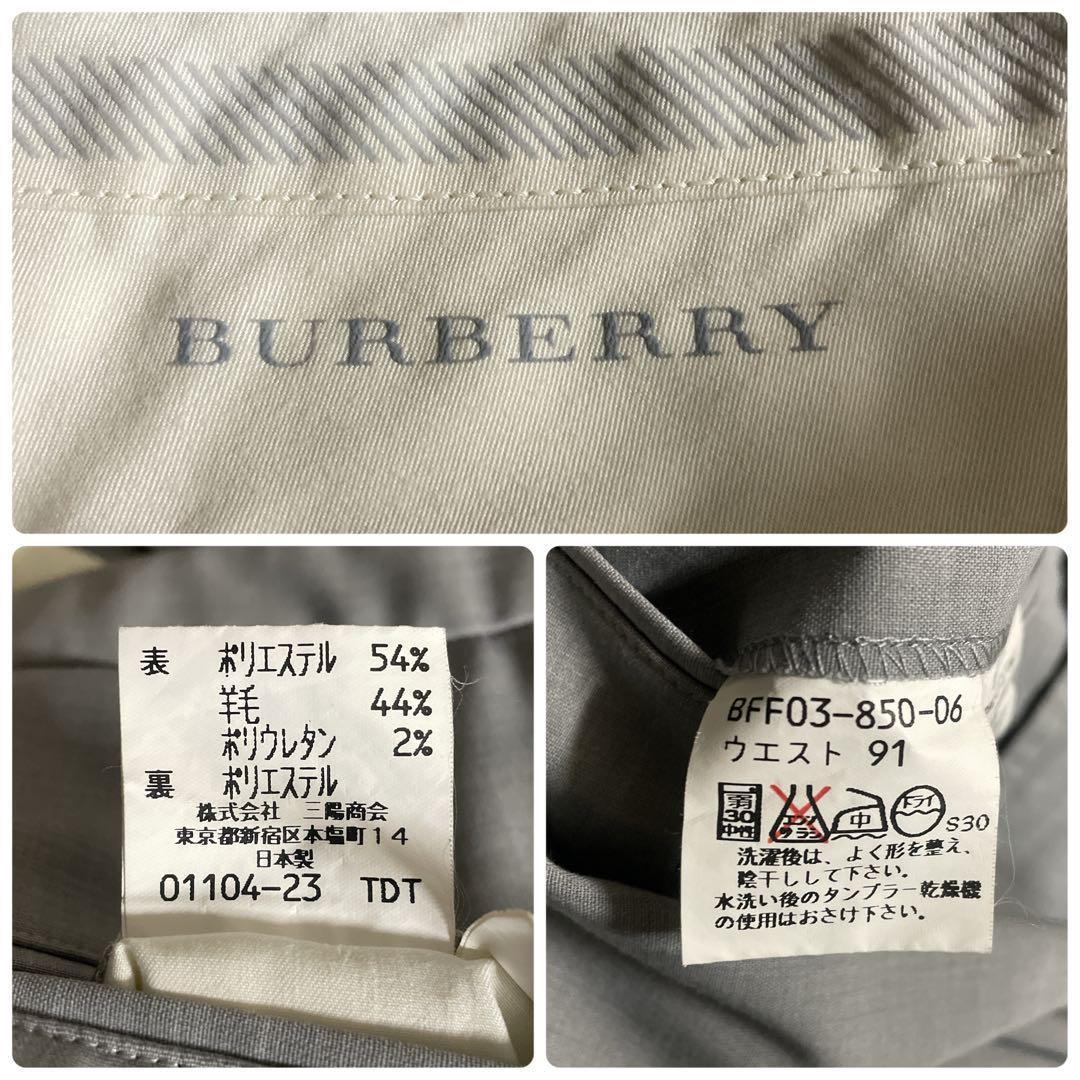 BURBERRY
表 ポリエステル 54%
羊毛 44%
ポリウレタン 2%
裏 ポリエステル
株式会社 三陽商会
東京都新宿区本塩町14
日本製
01104-23 TDT
BFF03-850-06
ウエスト 91
弱 30 中性 エンソサラシ 中 ドライ S30
洗濯後は、よく形を整え、
陰干しして下さい。
水洗い後のタンブラー乾燥機
の使用はおさけ下さい。